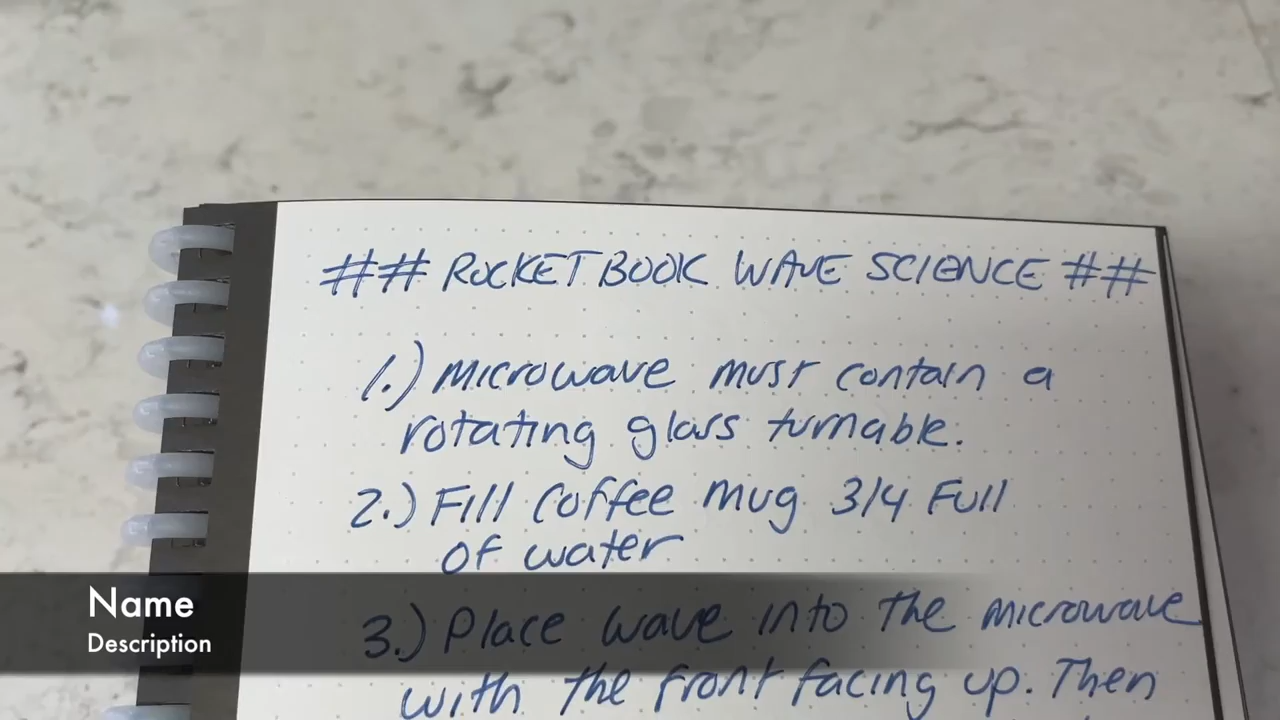 ## ROCKETBOOK WAVE SCIENCE ##
1.) microwave must contain a
rotating glass turnable.
2.) Fill coffee mug 3/4 Full
of water
3.) Place wave into the microwave
with the front facing up. Then
Name
Description